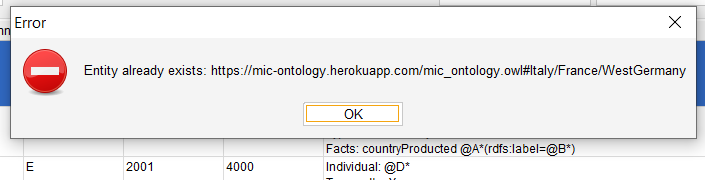 Error
Entity already exists: https://mic-ontology.herokuapp.com/mic_ontology.owl#Italy/France/WestGermany
OK
Facts: countryProducted @A*(rdfs:label=@B*)
E 2001 4000 Individual: @D*